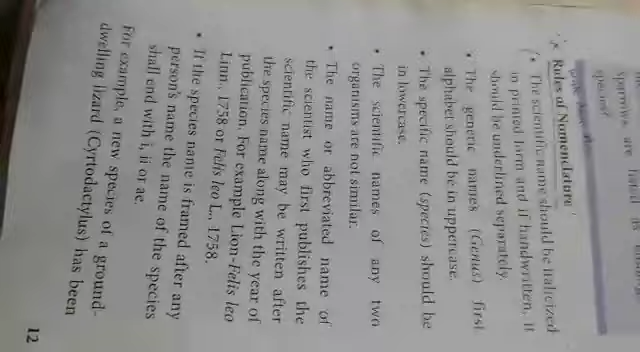 sparrows are listed as
species?
Rules of Nomenclature
• The scientific name should be italicized
in printed form and if handwritten, it
should be underlined separately.
• The generic names (Genus) first
alphabet should be in uppercase.
• The specific name (species) should be
in lowercase.
• The scientific names of any two
organisms are not similar.
• The name or abbreviated name of
the scientist who first publishes the
scientific name may be written after
the species name along with the year of
publication. For example Lion-Felis leo
Linn., 1758 or Felis leo L., 1758.
• If the species name is framed after any
person's name the name of the species
shall end with i, ii or ae.
For example, a new species of a ground-
dwelling lizard (Cyrtodactylus) has been
12